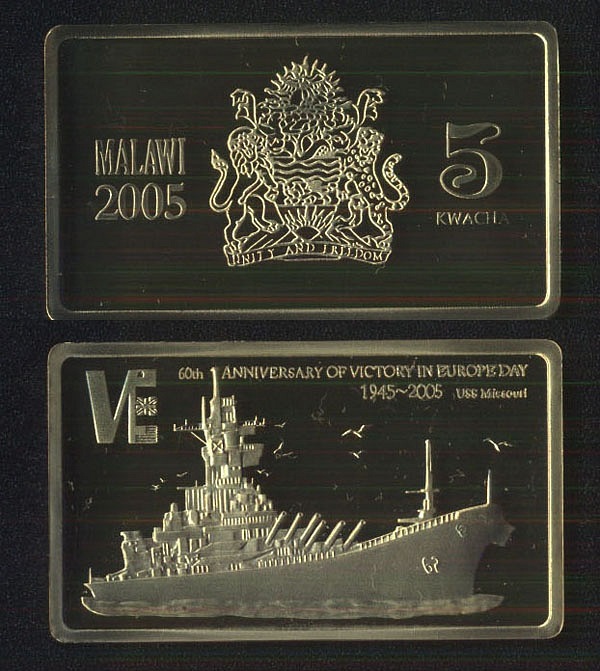 MALAWI
2005
5
KWACHA
UNITY AND FREEDOM
VE
60th ANNIVERSARY OF VICTORY IN EUROPE DAY
1945~2005 USS Missouri